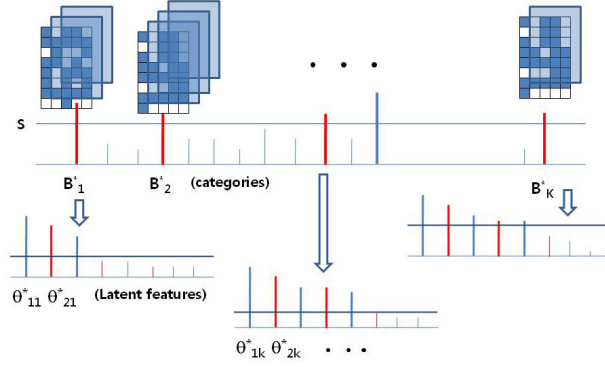 . . .
S
B*1 B*2 (categories) B*K
θ*11 θ*21 (Latent features)
θ*1k θ*2k . . .